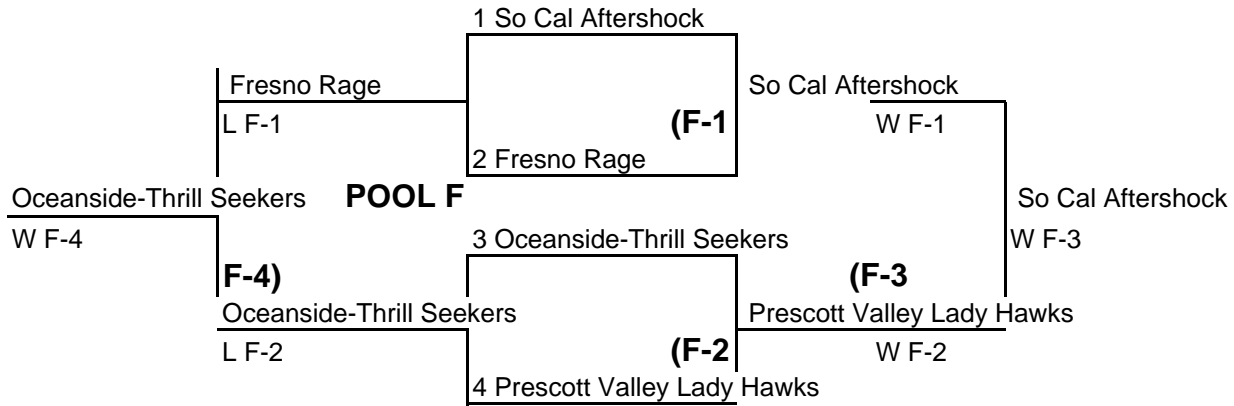 1 So Cal Aftershock
Fresno Rage
So Cal Aftershock
L F-1
(F-1
W F-1
2 Fresno Rage
Oceanside-Thrill Seekers
POOL F
So Cal Aftershock
W F-4
3 Oceanside-Thrill Seekers
W F-3
F-4)
(F-3
Oceanside-Thrill Seekers
Prescott Valley Lady Hawks
L F-2
(F-2
W F-2
4 Prescott Valley Lady Hawks